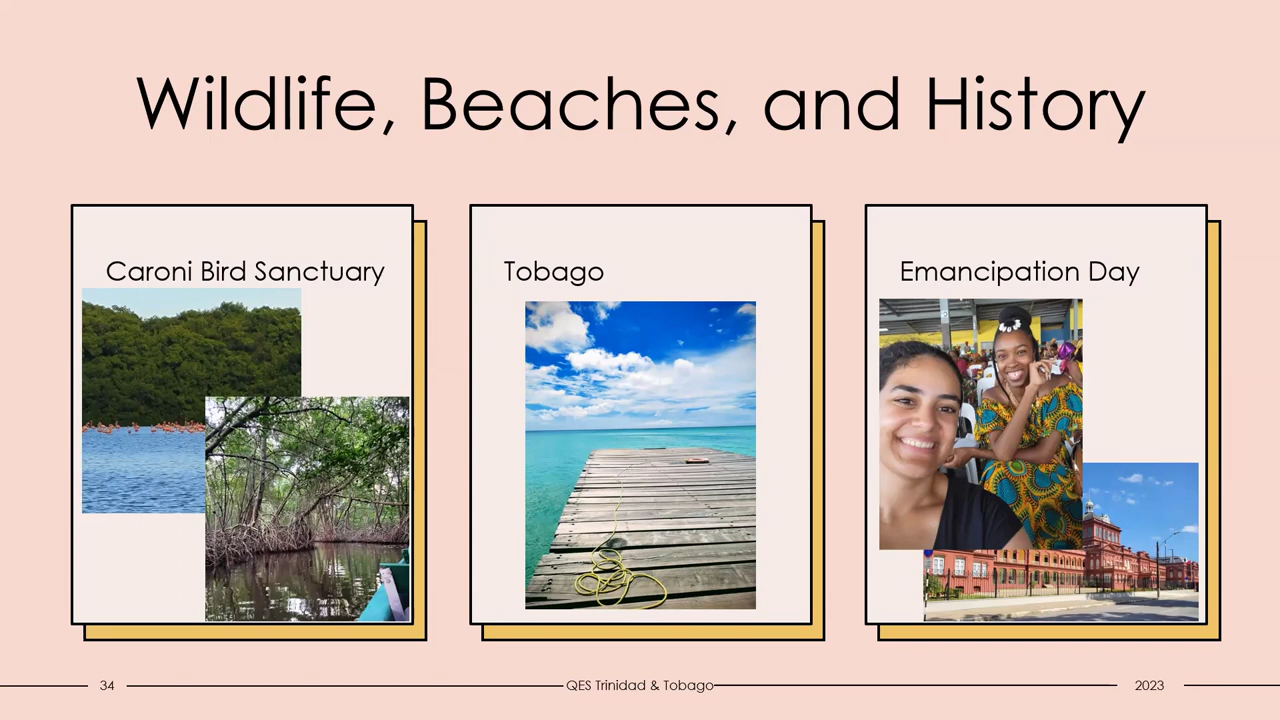 Wildlife, Beaches, and History
Caroni Bird Sanctuary
Tobago
Emancipation Day
34
QES Trinidad & Tobago
2023